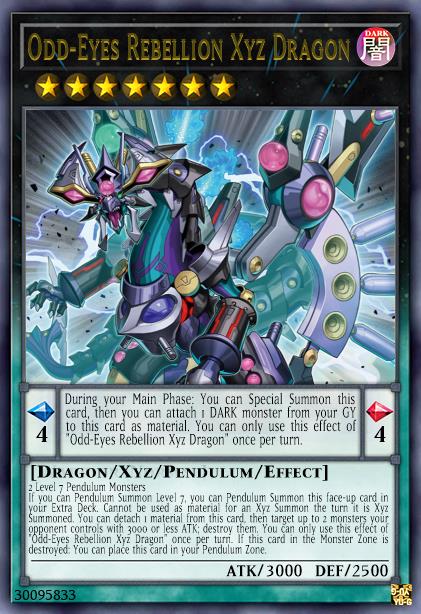 ODD-EYES REBELLION XYZ DRAGON
DARK
闇
During your Main Phase: You can Special Summon this
card, then you can attach 1 DARK monster from your GY
to this card as material. You can only use this effect of
"Odd-Eyes Rebellion Xyz Dragon" once per turn.
4
4
[DRAGON/XYZ/PENDULUM/EFFECT]
2 Level 7 Pendulum Monsters
If you can Pendulum Summon Level 7, you can Pendulum Summon this face-up card in
your Extra Deck. Cannot be used as material for an Xyz Summon the turn it is Xyz
Summoned. You can detach 1 material from this card, then target up to 2 monsters your
opponent controls with 3000 or less ATK; destroy them. You can only use this effect of
"Odd-Eyes Rebellion Xyz Dragon" once per turn. If this card in the Monster Zone is
destroyed: You can place this card in your Pendulum Zone.
ATK/3000 DEF/2500
30095833